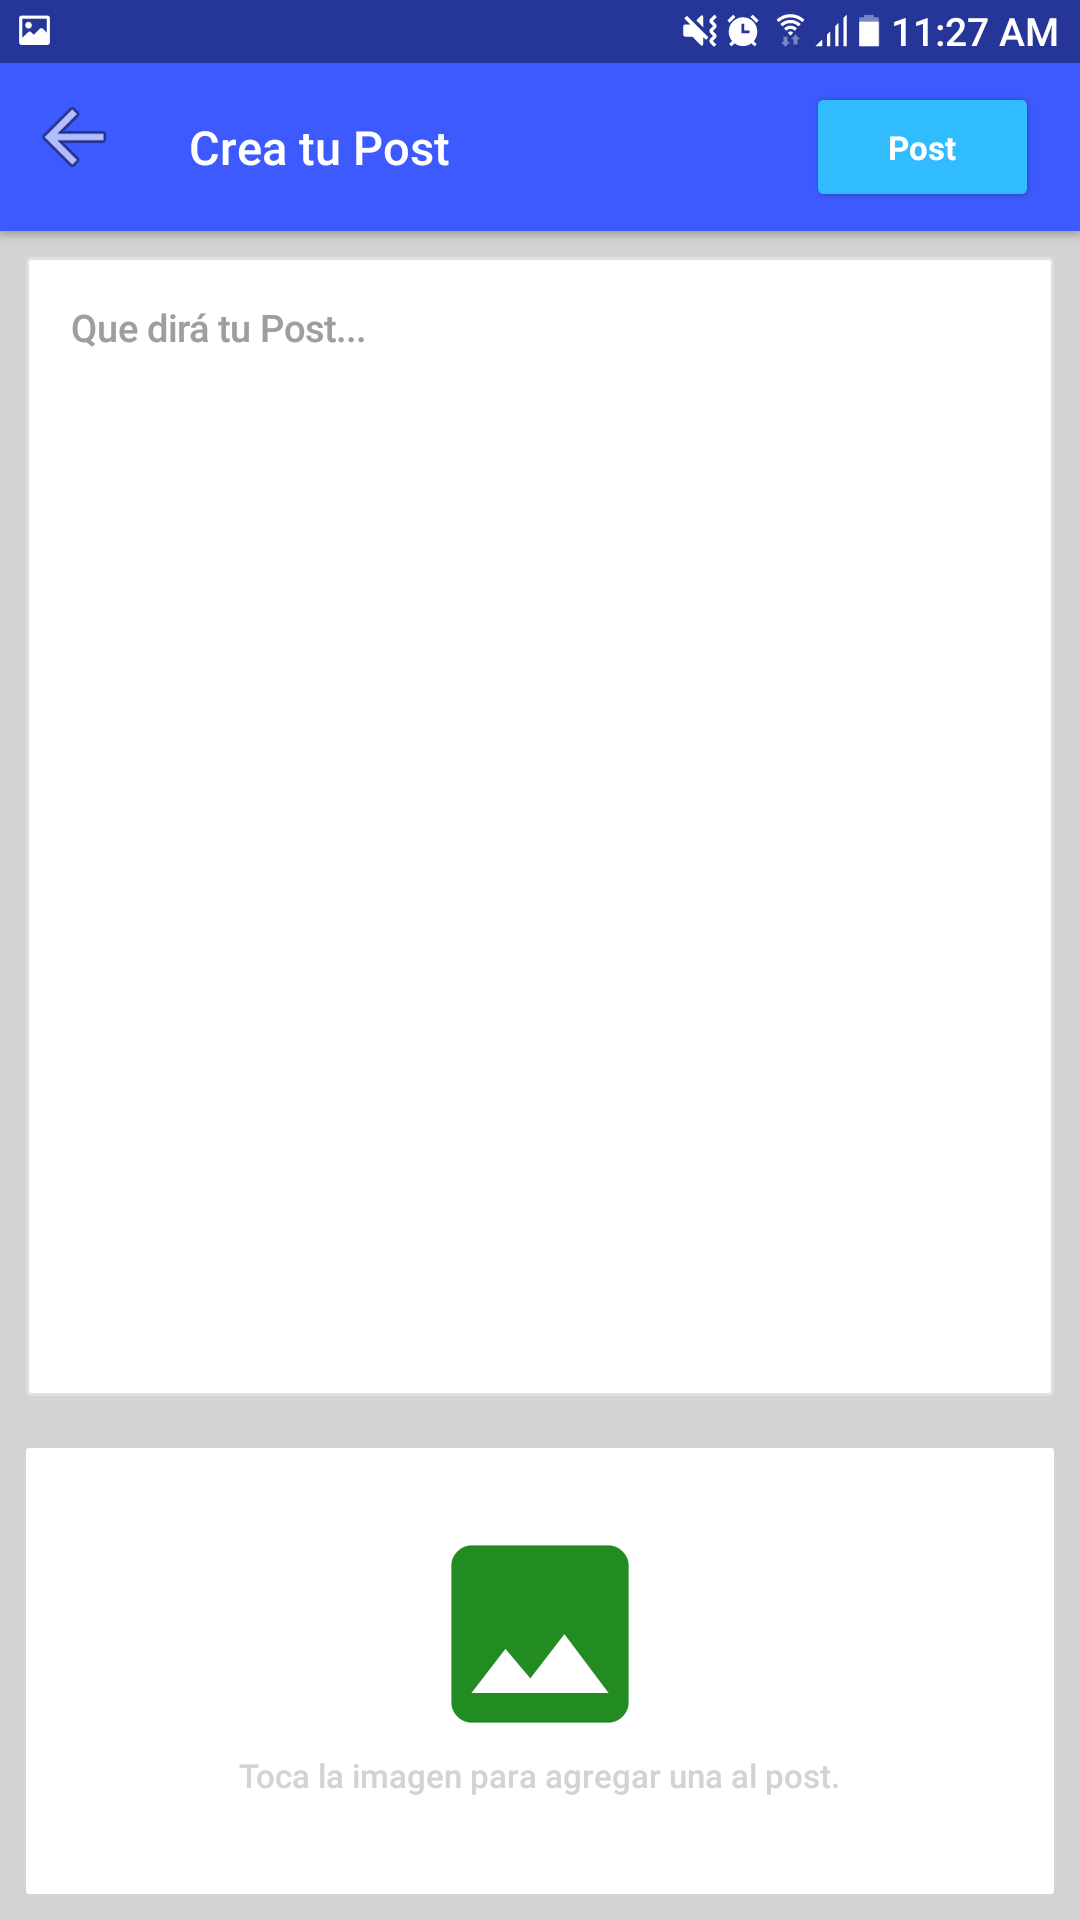 11:27 AM
Crea tu Post
Post
Que dirá tu Post...
Toca la imagen para agregar una al post.